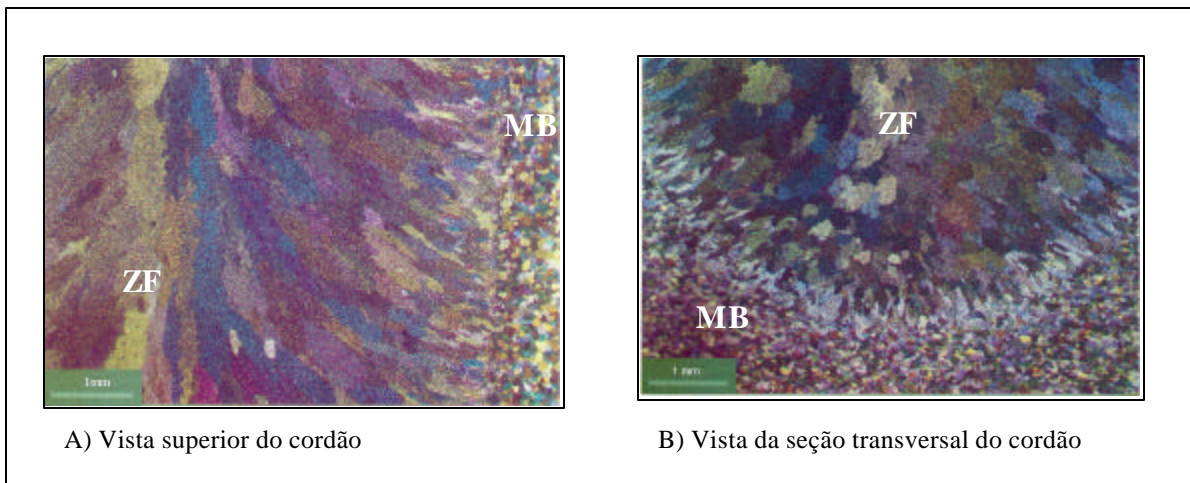 MB
ZF
1mm
ZF
MB
1 mm
A) Vista superior do cordão
B) Vista da seção transversal do cordão